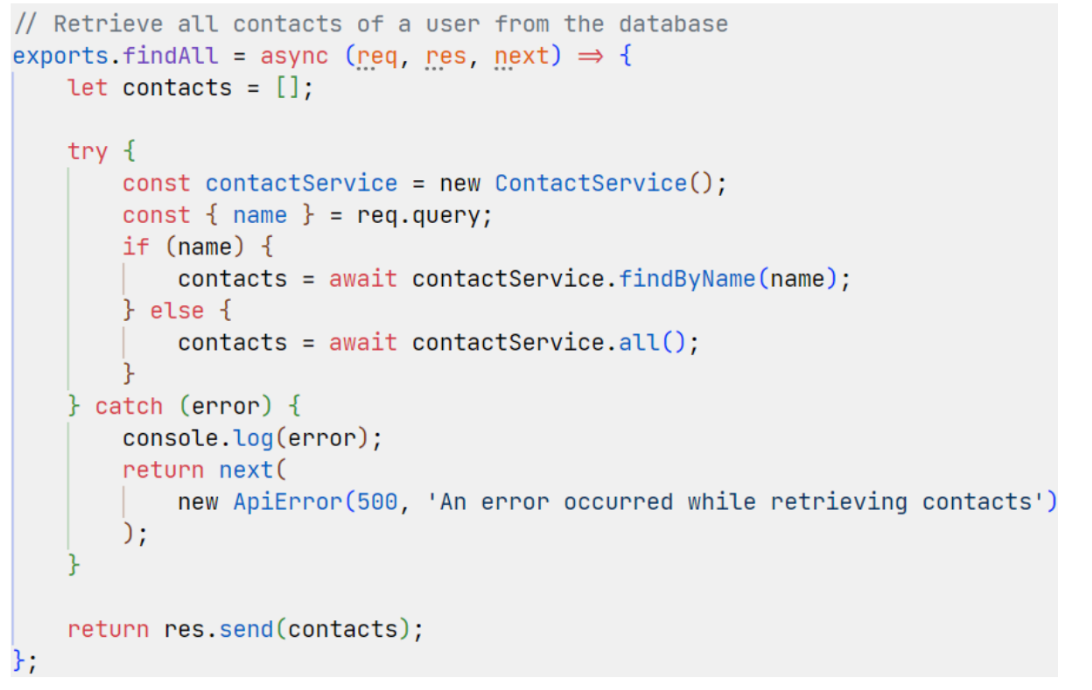 // Retrieve all contacts of a user from the database
exports.findAll = async (req, res, next) => {
    let contacts = [];

    try {
        const contactService = new ContactService();
        const { name } = req.query;
        if (name) {
            contacts = await contactService.findByName(name);
        } else {
            contacts = await contactService.all();
        }
    } catch (error) {
        console.log(error);
        return next(
            new ApiError(500, 'An error occurred while retrieving contacts')
        );
    }

    return res.send(contacts);
};